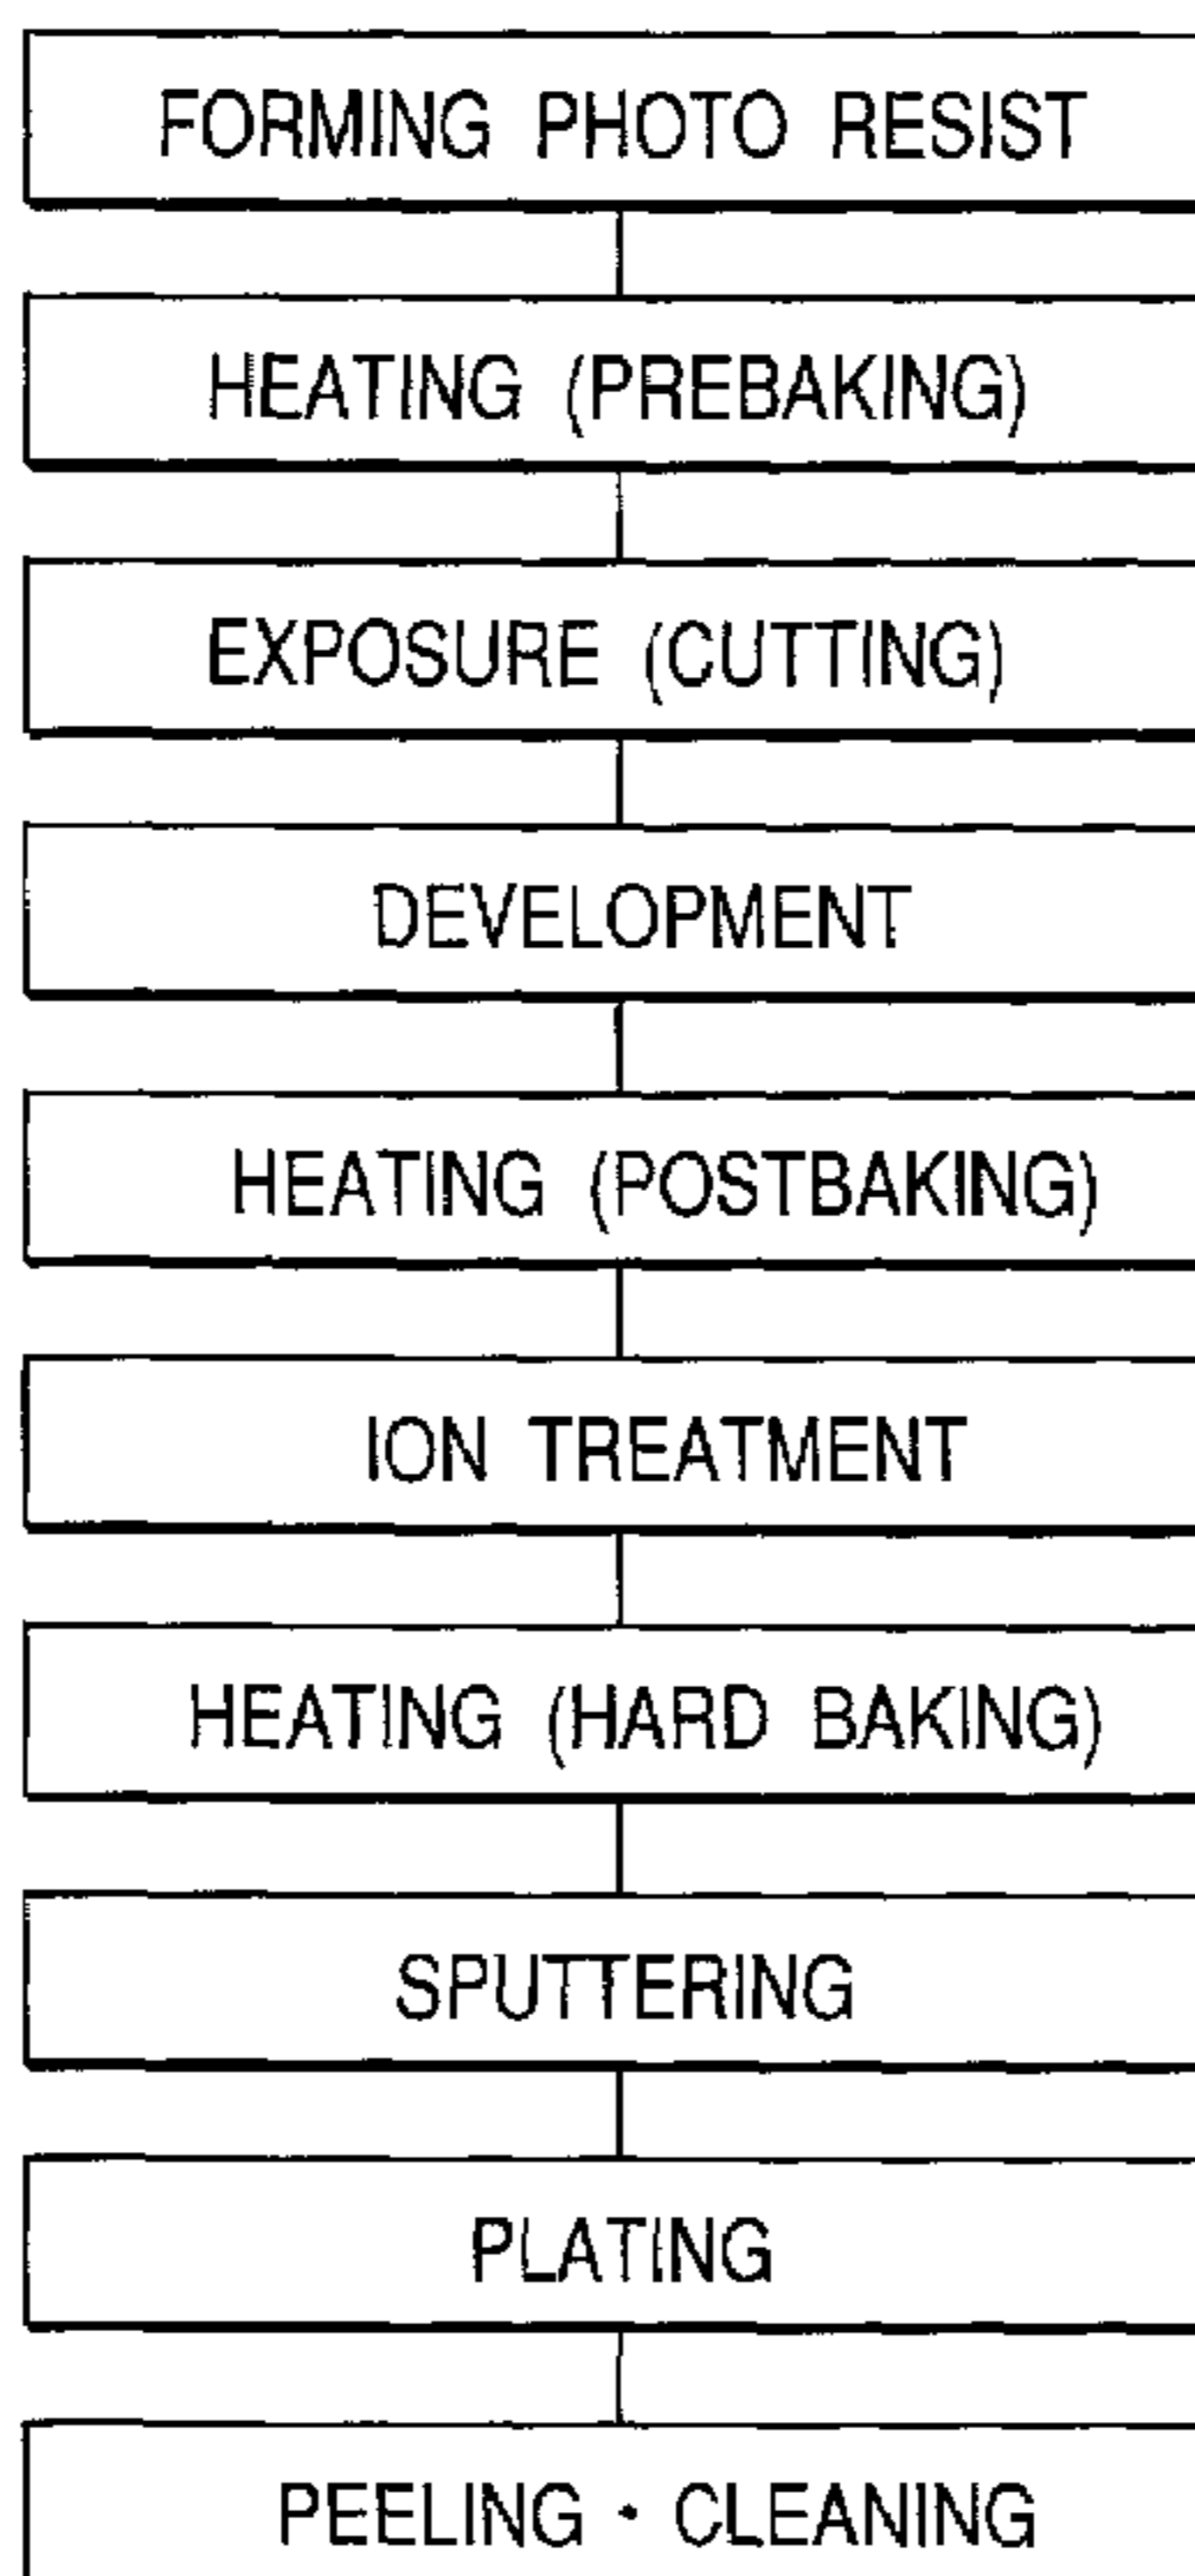 FORMING PHOTO RESIST
HEATING (PREBAKING)
EXPOSURE (CUTTING)
DEVELOPMENT
HEATING (POSTBAKING)
ION TREATMENT
HEATING (HARD BAKING)
SPUTTERING
PLATING
PEELING・CLEANING